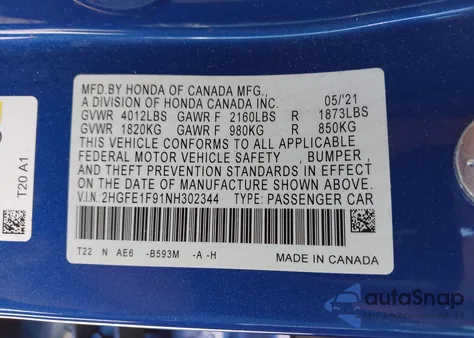 MFD.BY HONDA OF CANADA MFG.,
A DIVISION OF HONDA CANADA INC. 05/'21
GVWR 4012LBS GAWR F 2160LBS R 1873LBS
GVWR 1820KG GAWR F 980KG R 850KG
THIS VEHICLE CONFORMS TO ALL APPLICABLE
FEDERAL MOTOR VEHICLE SAFETY , BUMPER ,
AND THEFT PREVENTION STANDARDS IN EFFECT ON
THE DATE OF MANUFACTURE SHOWN ABOVE.
V.I.N.:2HGFE1F91NH302344 TYPE: PASSENGER CAR
T22 N AE6 -B593M -A -H
MADE IN CANADA
T20 A1
autoSnap